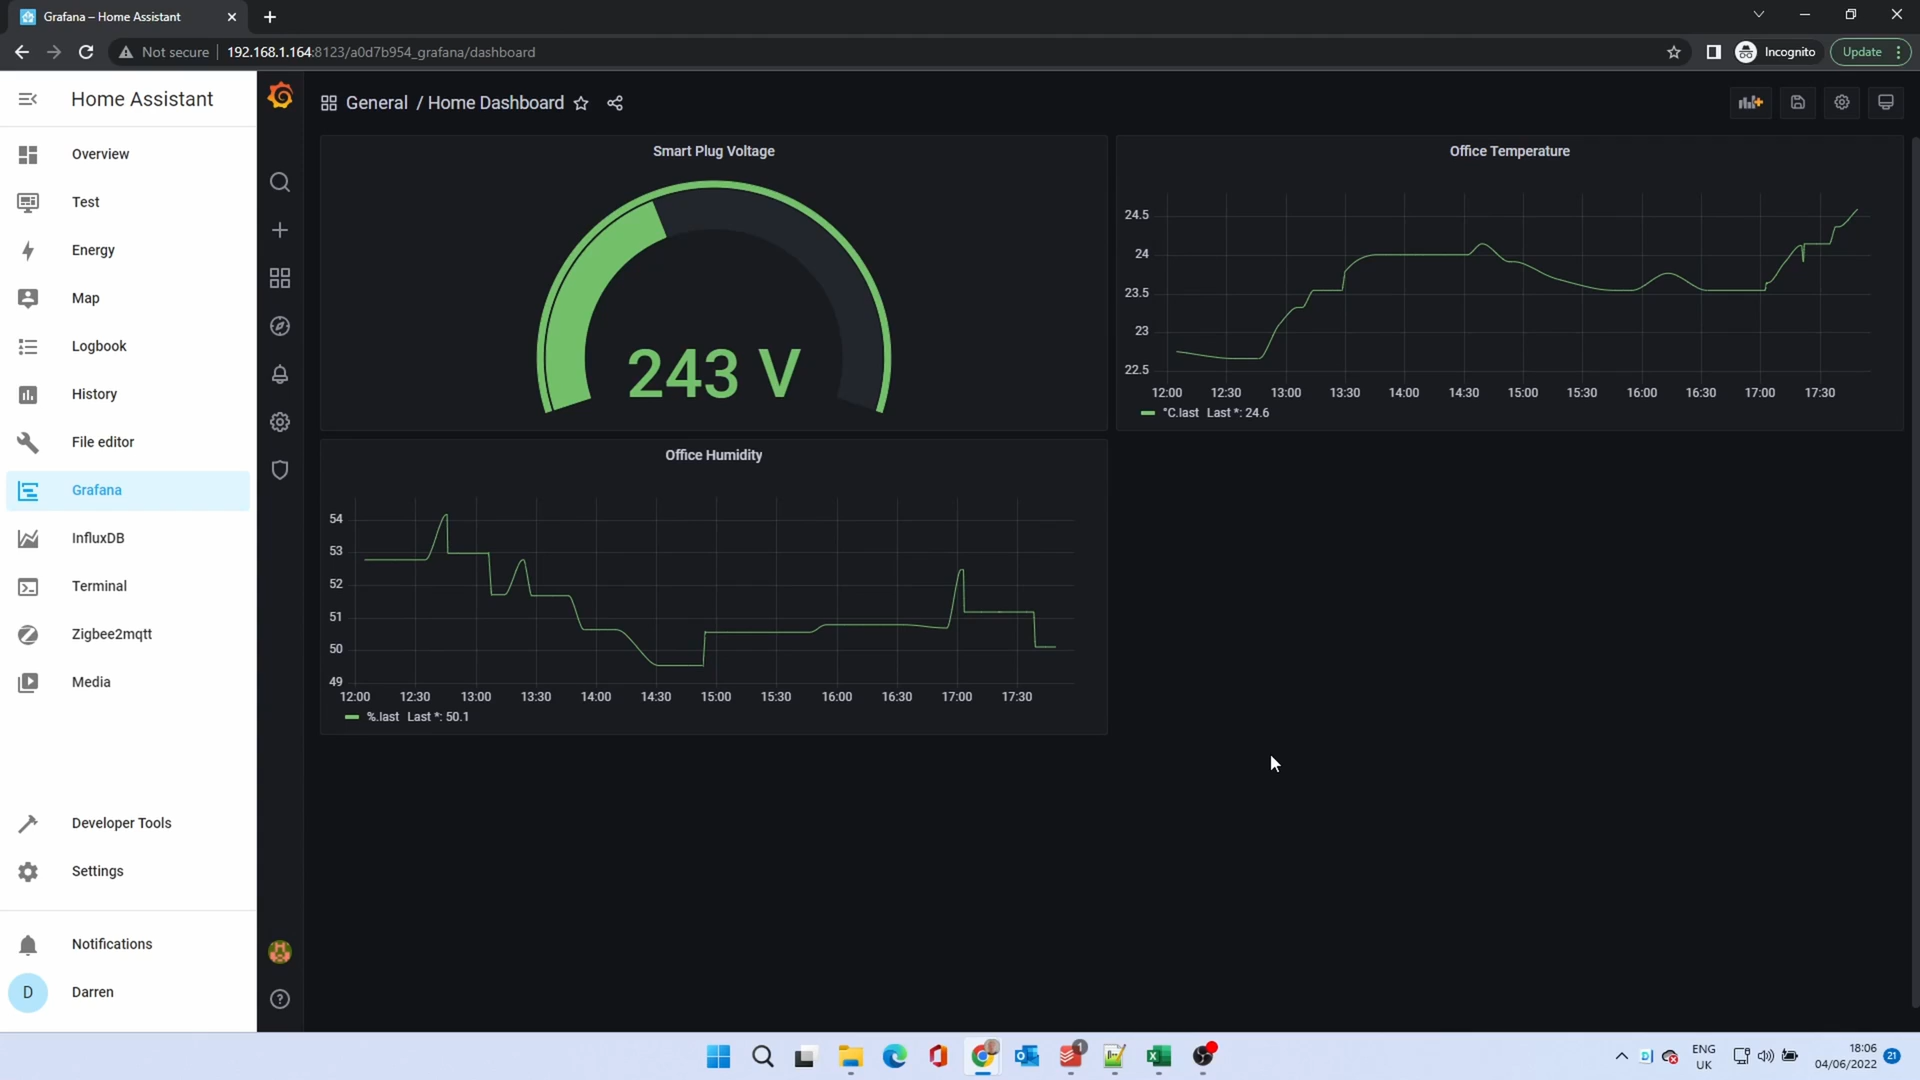 Grafana – Home Assistant
Not secure 192.168.1.164:8123/a0d7b954_grafana/dashboard
Incognito
Update
Home Assistant
Overview
Test
Energy
Map
Logbook
History
File editor
Grafana
InfluxDB
Terminal
Zigbee2mqtt
Media
Developer Tools
Settings
Notifications
D Darren
General / Home Dashboard
Smart Plug Voltage
243 V
Office Temperature
24.5
24
23.5
23
22.5
12:00 12:30 13:00 13:30 14:00 14:30 15:00 15:30 16:00 16:30 17:00 17:30
°C.last Last *: 24.6
Office Humidity
54
53
52
51
50
49
12:00 12:30 13:00 13:30 14:00 14:30 15:00 15:30 16:00 16:30 17:00 17:30
%.last Last *: 50.1
1
ENG
UK
18:06
04/06/2022
21